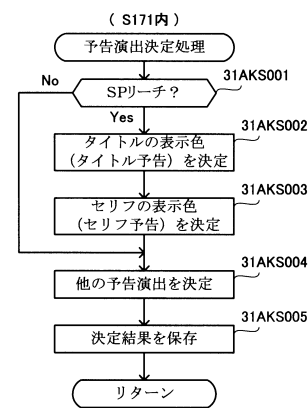 ( S171内 )
予告演出決定処理
No
SPリーチ?
31AKS001
Yes
31AKS002
タイトルの表示色
(タイトル予告)を決定
31AKS003
セリフの表示色
(セリフ予告)を決定
31AKS004
他の予告演出を決定
31AKS005
決定結果を保存
リターン